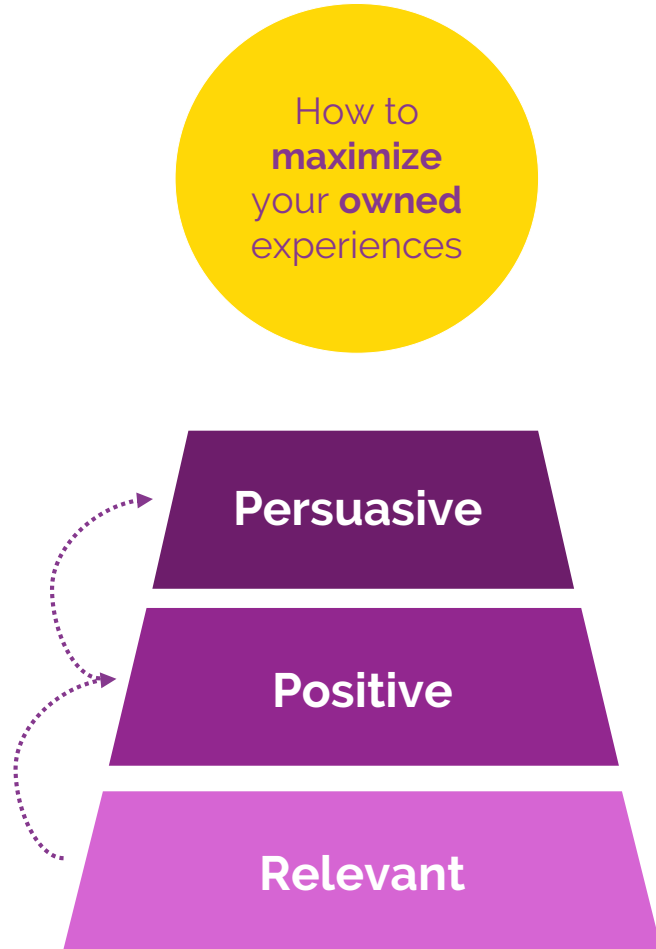 How to
maximize
your owned
experiences
Persuasive
Positive
Relevant